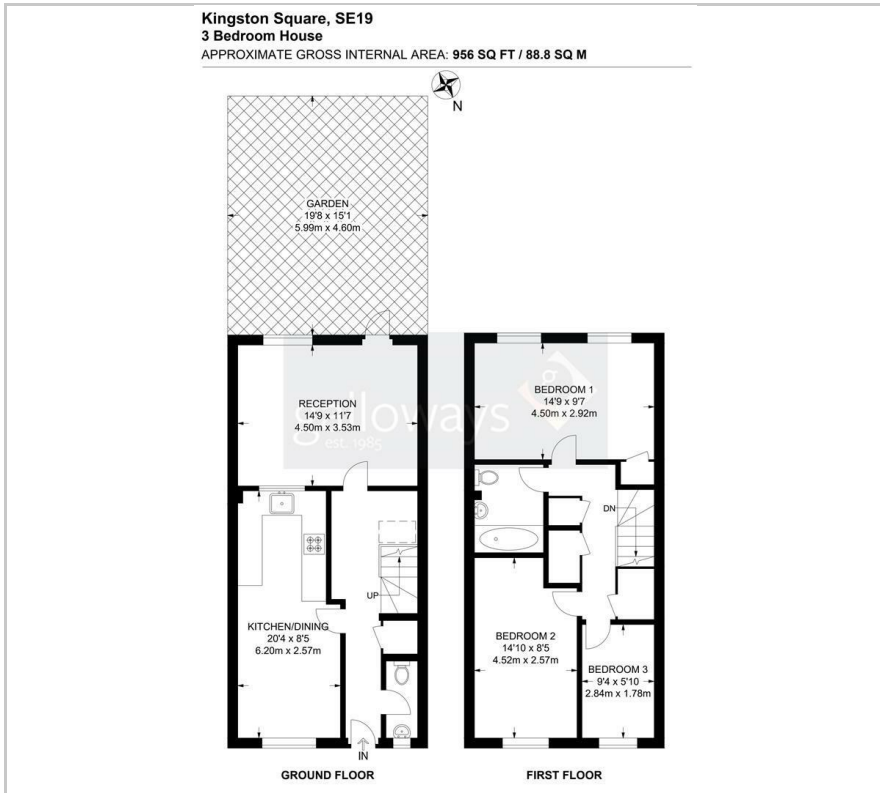 Kingston Square, SE19
3 Bedroom House
APPROXIMATE GROSS INTERNAL AREA: 956 SQ FT / 88.8 SQ M
N
GARDEN
19'8 x 15'1
5.99m x 4.60m
RECEPTION
14'9 x 11'7
4.50m x 3.53m
galloways
est. 1985
g
BEDROOM 1
14'9 x 9'7
4.50m x 2.92m
DN
UP
KITCHEN/DINING
20'4 x 8'5
6.20m x 2.57m
BEDROOM 2
14'10 x 8'5
4.52m x 2.57m
BEDROOM 3
9'4 x 5'10
2.84m x 1.78m
IN
GROUND FLOOR
FIRST FLOOR